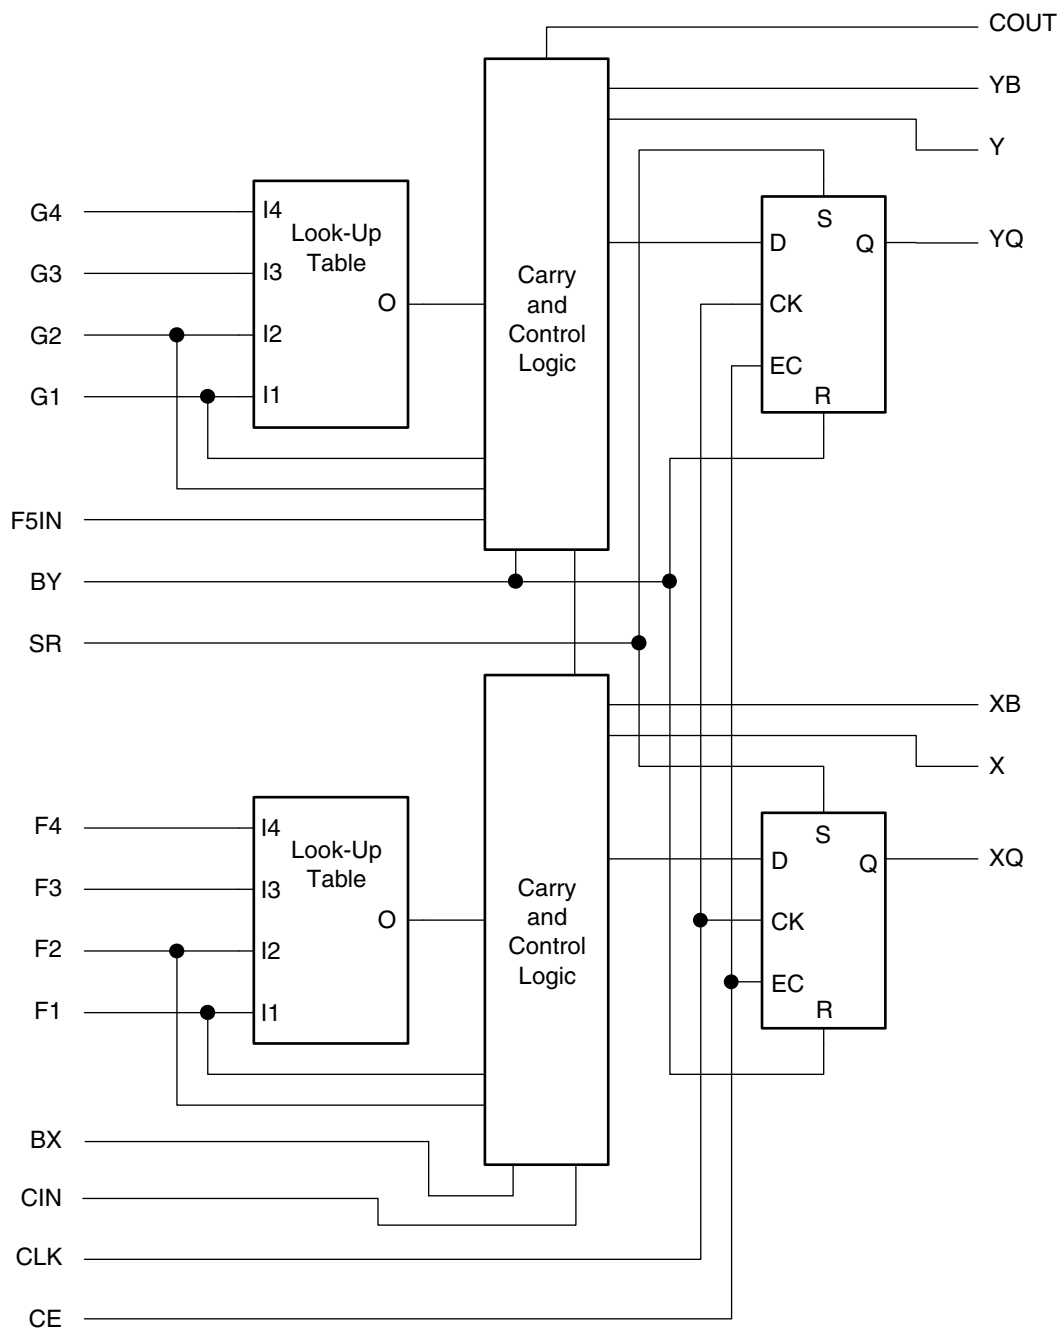 COUT
YB
Y
G4
I4
Look-Up
Table
S
D
Q
YQ
G3
I3
Carry
and
Control
Logic
O
CK
G2
I2
EC
G1
I1
R
F5IN
BY
SR
XB
X
F4
I4
Look-Up
Table
S
D
Q
XQ
F3
I3
Carry
and
Control
Logic
O
CK
F2
I2
EC
F1
I1
R
BX
CIN
CLK
CE